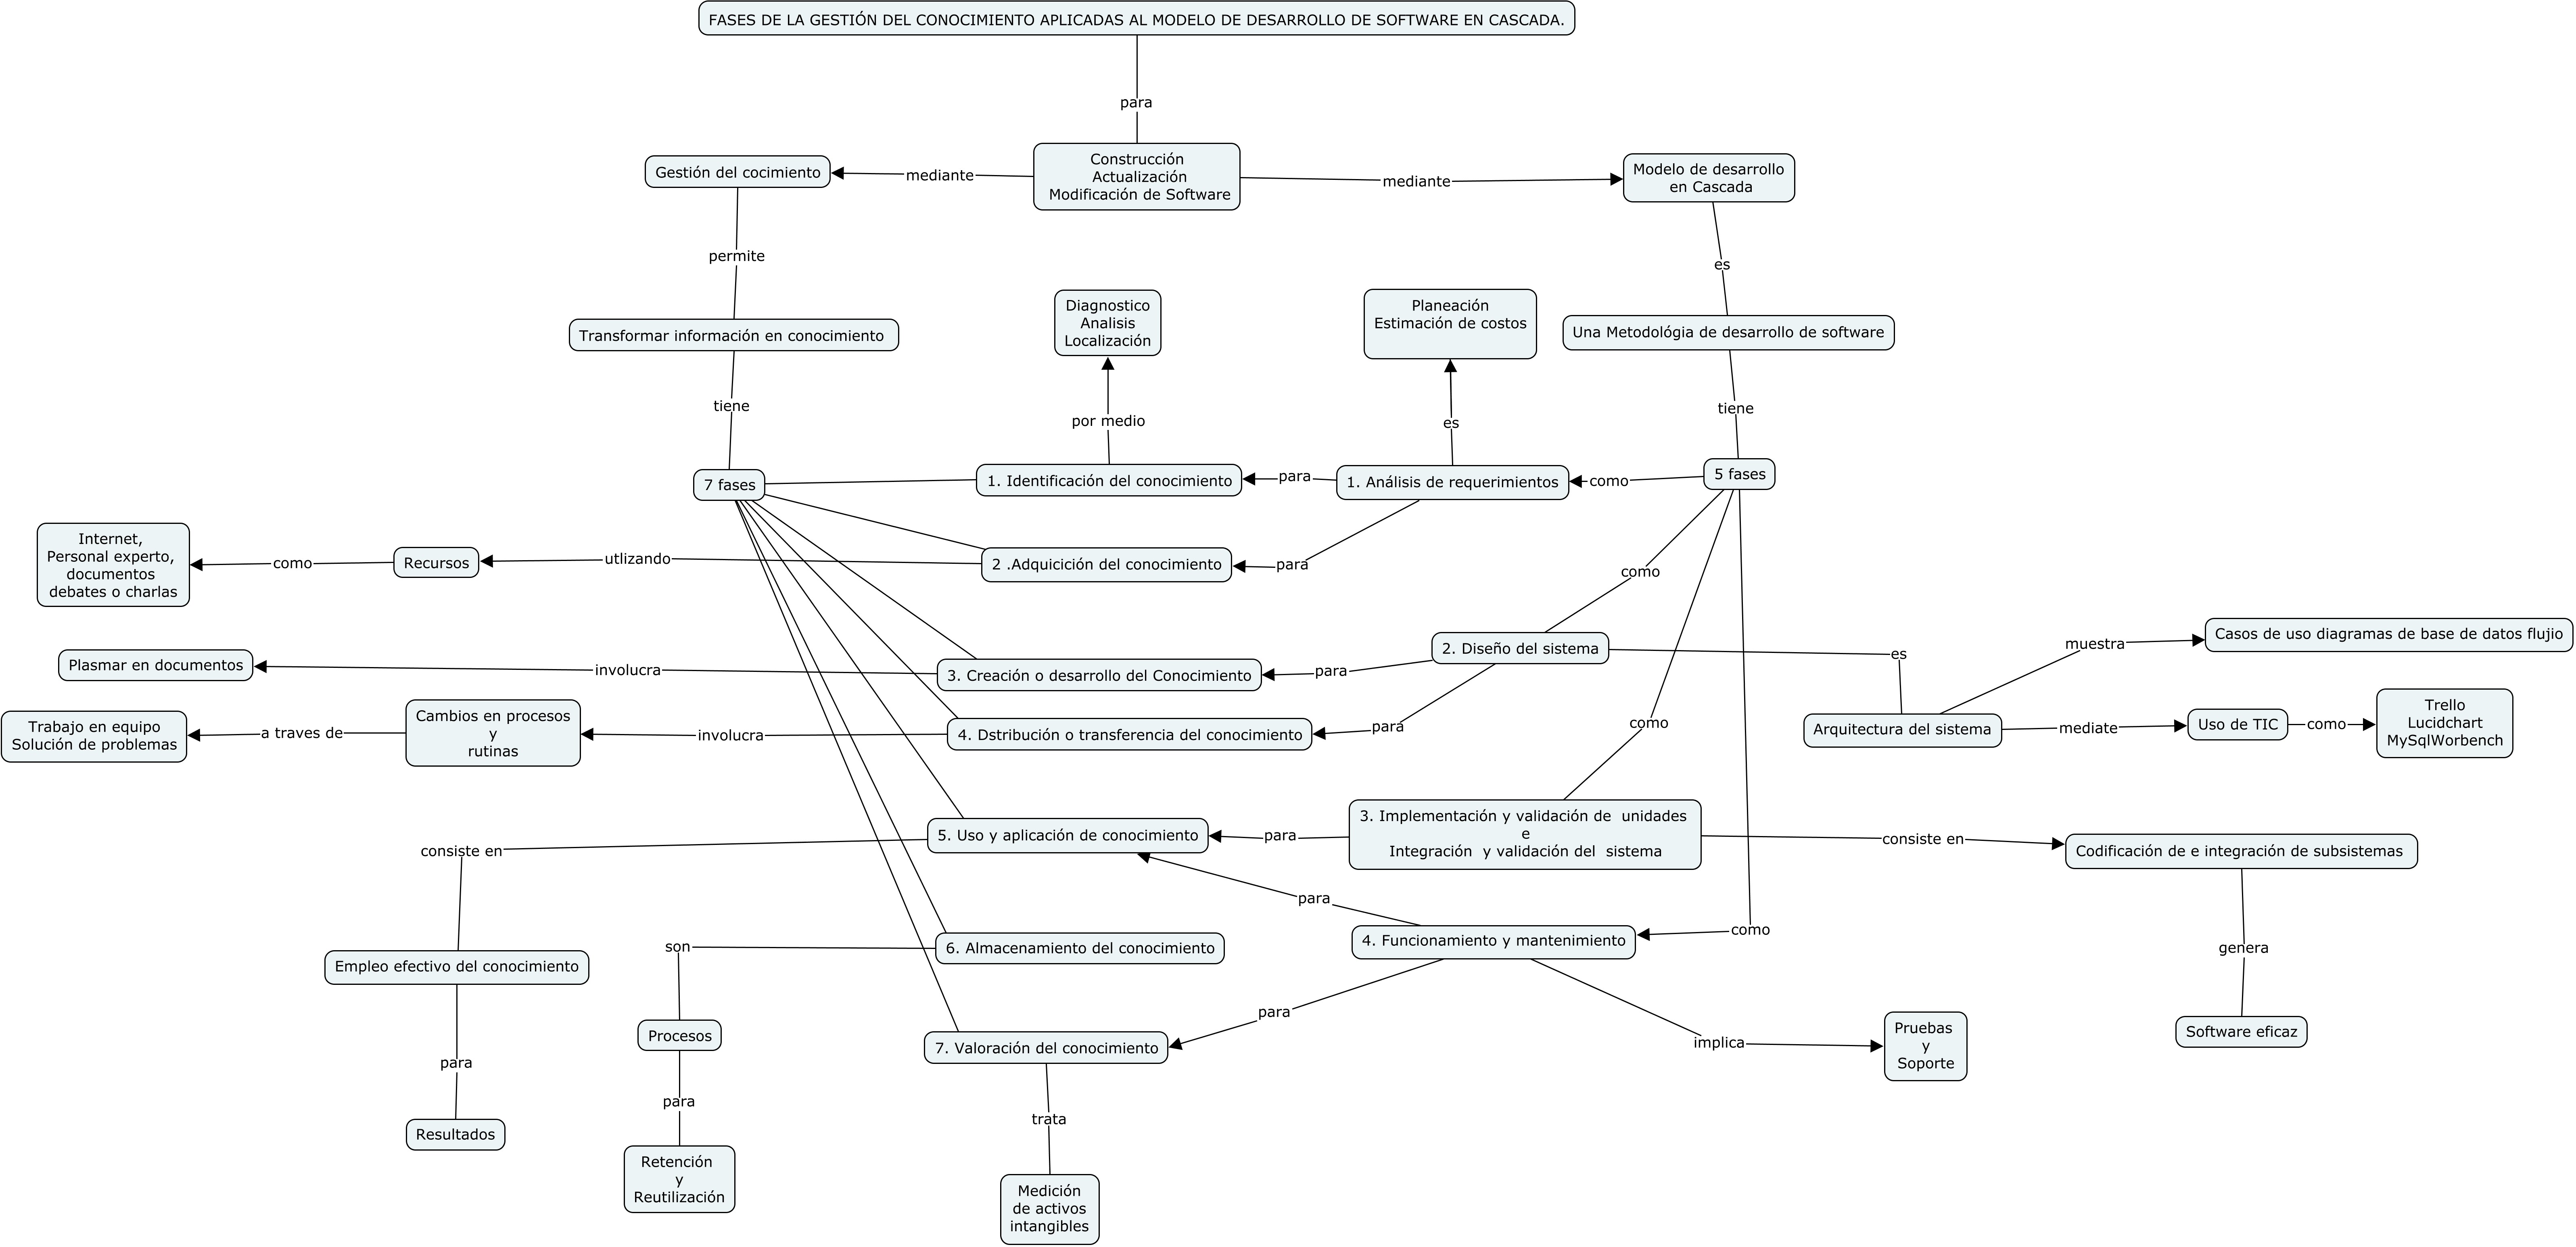 FASES DE LA GESTIÓN DEL CONOCIMIENTO APLICADAS AL MODELO DE DESARROLLO DE SOFTWARE EN CASCADA.
para
Construcción
Actualización
Modificación de Software
mediante
Gestión del cocimiento
mediante
Modelo de desarrollo
en Cascada
permite
es
Transformar información en conocimiento
Diagnostico
Analisis
Localización
Planeación
Estimación de costos
Una Metodológia de desarrollo de software
tiene
por medio
es
tiene
7 fases
1. Identificación del conocimiento
para
1. Análisis de requerimientos
como
5 fases
Internet,
Personal experto,
documentos
debates o charlas
como
Recursos
utlizando
2 .Adquicición del conocimiento
para
como
Plasmar en documentos
involucra
3. Creación o desarrollo del Conocimiento
para
2. Diseño del sistema
es
muestra
Casos de uso diagramas de base de datos flujio
Trabajo en equipo
Solución de problemas
a traves de
Cambios en procesos
y
rutinas
involucra
4. Dstribución o transferencia del conocimiento
para
como
Arquitectura del sistema
mediate
Uso de TIC
como
Trello
Lucidchart
MySqlWorbench
consiste en
5. Uso y aplicación de conocimiento
para
3. Implementación y validación de  unidades
e
Integración  y validación del  sistema
consiste en
Codificación de e integración de subsistemas
para
Empleo efectivo del conocimiento
son
6. Almacenamiento del conocimiento
4. Funcionamiento y mantenimiento
como
genera
para
Procesos
7. Valoración del conocimiento
implica
Pruebas
y
Soporte
Software eficaz
para
para
trata
Resultados
Retención
y
Reutilización
Medición
de activos
intangibles